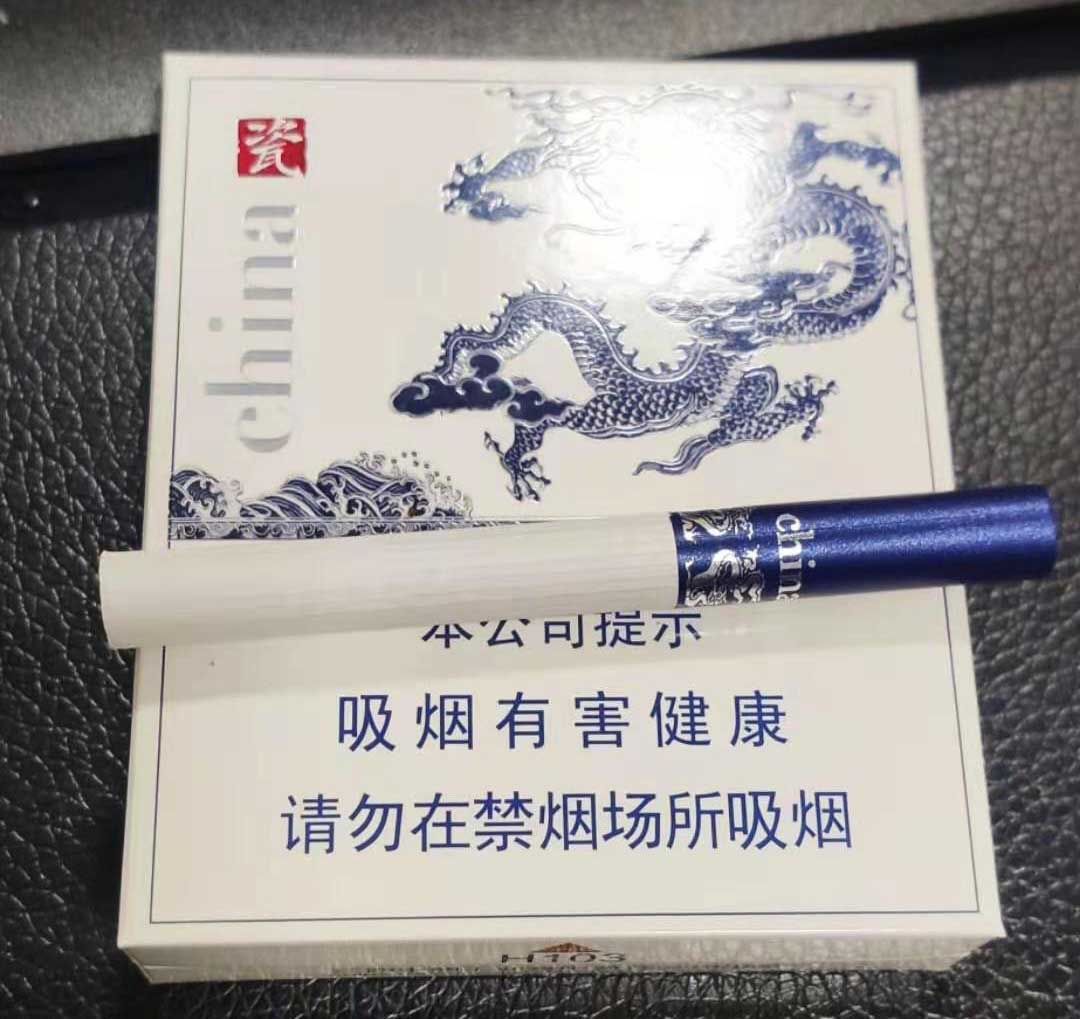 瓷
china
china
本公司提示
吸烟有害健康
请勿在禁烟场所吸烟
H103